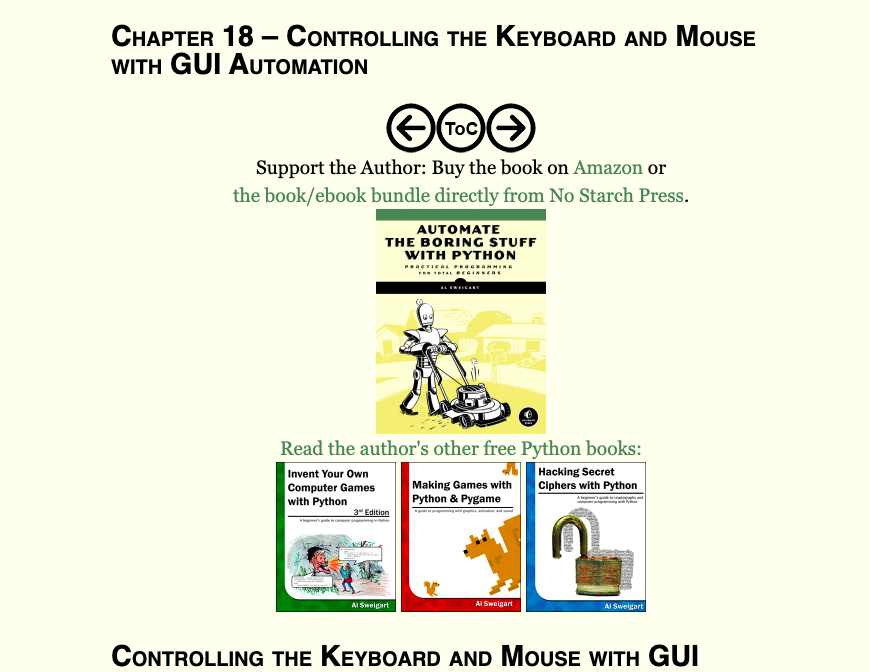 Chapter 18 – Controlling the Keyboard and Mouse
with GUI Automation
ToC
Support the Author: Buy the book on Amazon or
the book/ebook bundle directly from No Starch Press.
AUTOMATE
THE BORING STUFF
WITH PYTHON
PRACTICAL PROGRAMMING
FOR TOTAL BEGINNERS
AL SWEIGART
Read the author's other free Python books:
Invent Your Own
Computer Games
with Python
3rd Edition
A beginner's guide to computer programming in Python
Al Sweigart
Making Games with
Python & Pygame
A guide to programming with graphics, animation, and sound
Al Sweigart
Hacking Secret
Ciphers with Python
A beginner's guide to cryptography and
computer programming with Python
Al Sweigart
Controlling the Keyboard and Mouse with GUI